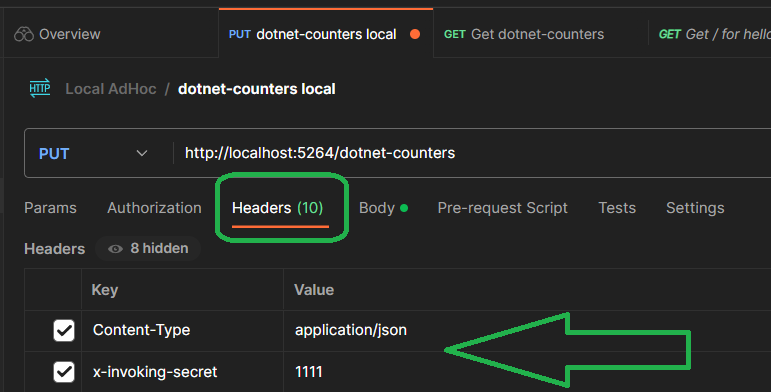 Overview PUT dotnet-counters local GET Get dotnet-counters GET Get / for hello
HTTP Local AdHoc / dotnet-counters local
PUT http://localhost:5264/dotnet-counters
Params Authorization Headers (10) Body Pre-request Script Tests Settings
Headers 8 hidden
Key Value
Content-Type application/json
x-invoking-secret 1111